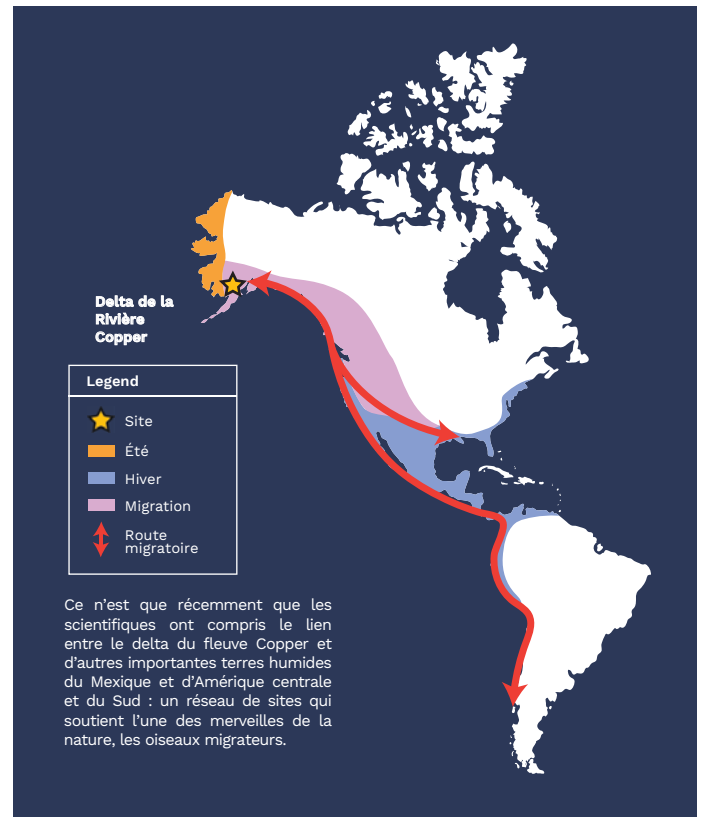 Delta de la
Rivière
Copper
Legend
Site
Été
Hiver
Migration
Route
migratoire
Ce n'est que récemment que les
scientifiques ont compris le lien
entre le delta du fleuve Copper et
d'autres importantes terres humides
du Mexique et d'Amérique centrale
et du Sud : un réseau de sites qui
soutient l'une des merveilles de la
nature, les oiseaux migrateurs.